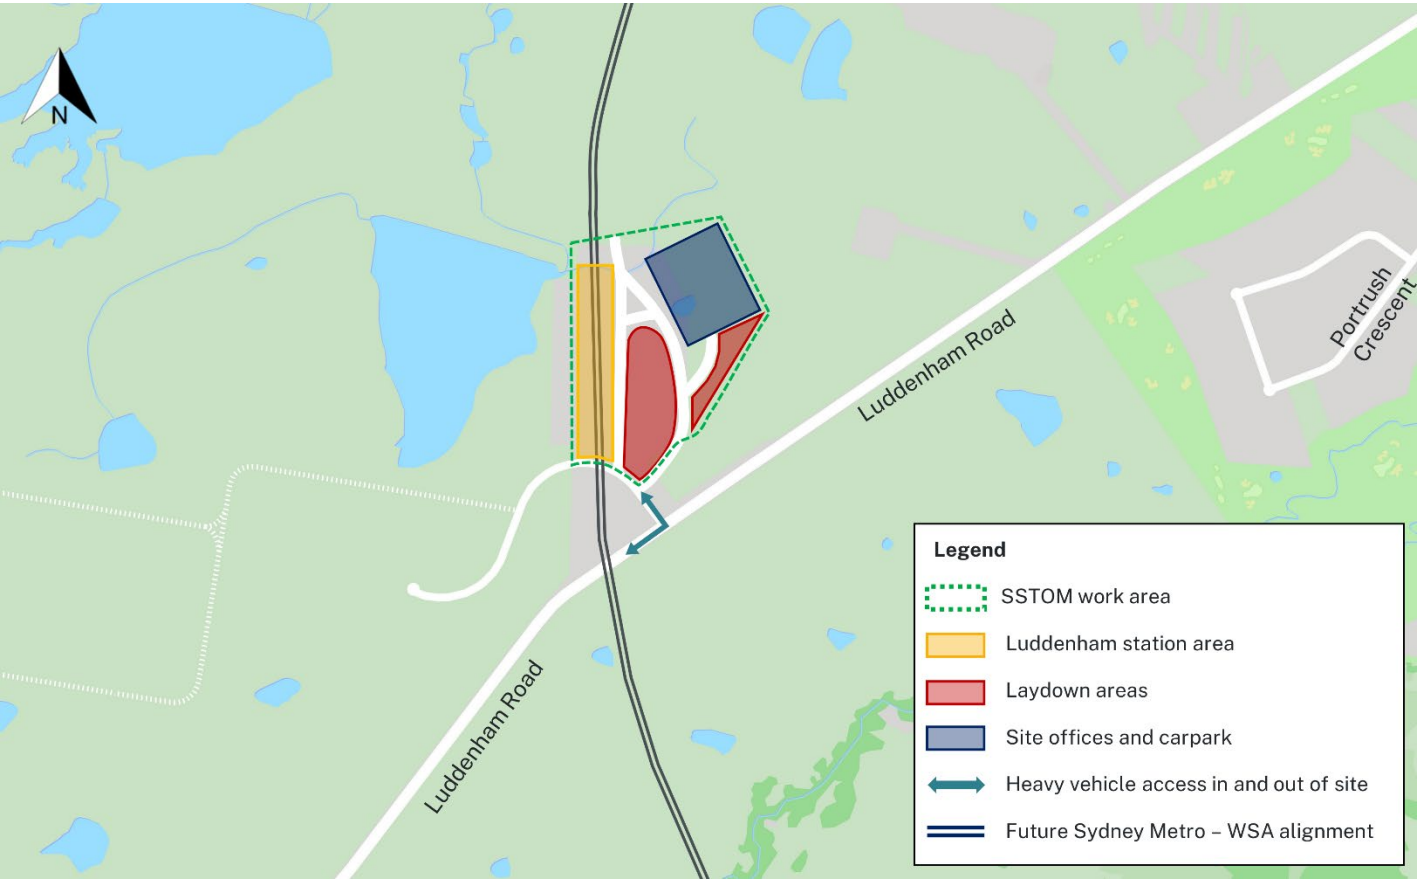 N
Luddenham Road
Portrush
Crescent
Luddenham Road
Legend
SSTOM work area
Luddenham station area
Laydown areas
Site offices and carpark
Heavy vehicle access in and out of site
Future Sydney Metro – WSA alignment